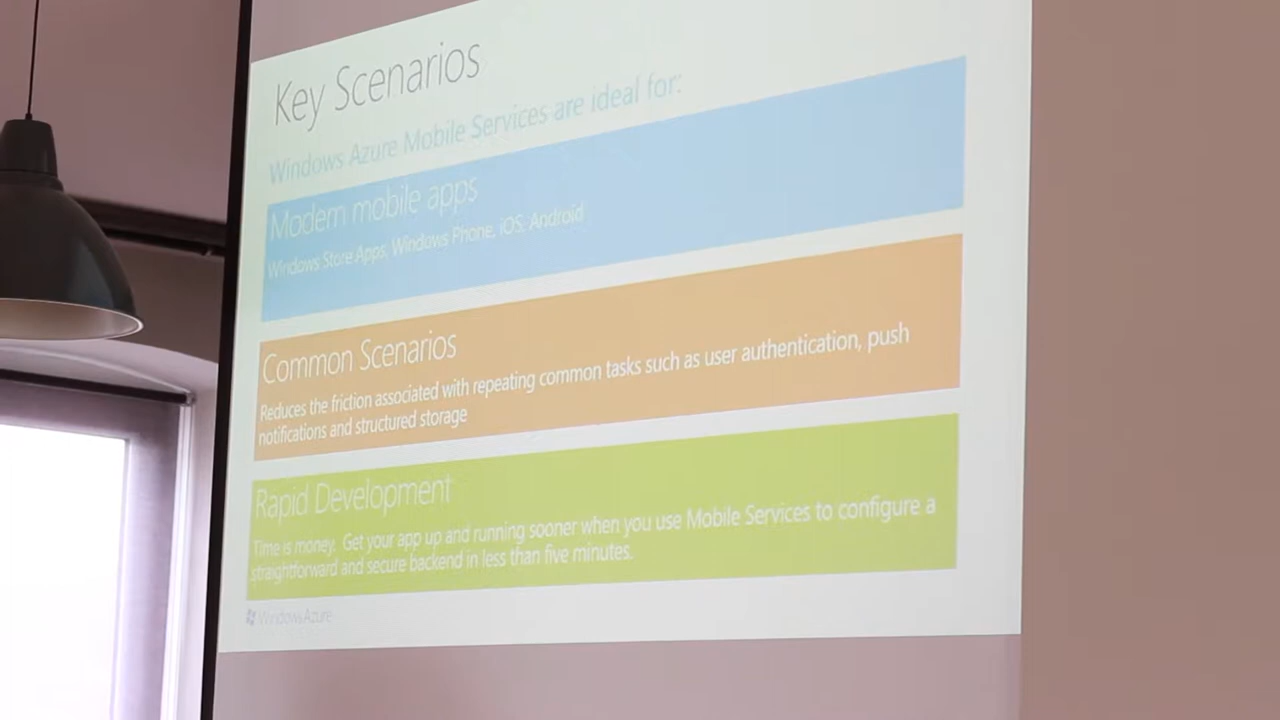 Key Scenarios
Windows Azure Mobile Services are ideal for:
Modern mobile apps
Windows Store Apps, Windows Phone, iOS, Android
Common Scenarios
Reduces the friction associated with repeating common tasks such as user authentication, push
notifications and structured storage
Rapid Development
Time is money. Get your app up and running sooner when you use Mobile Services to configure a
straightforward and secure backend in less than five minutes.
Windows Azure